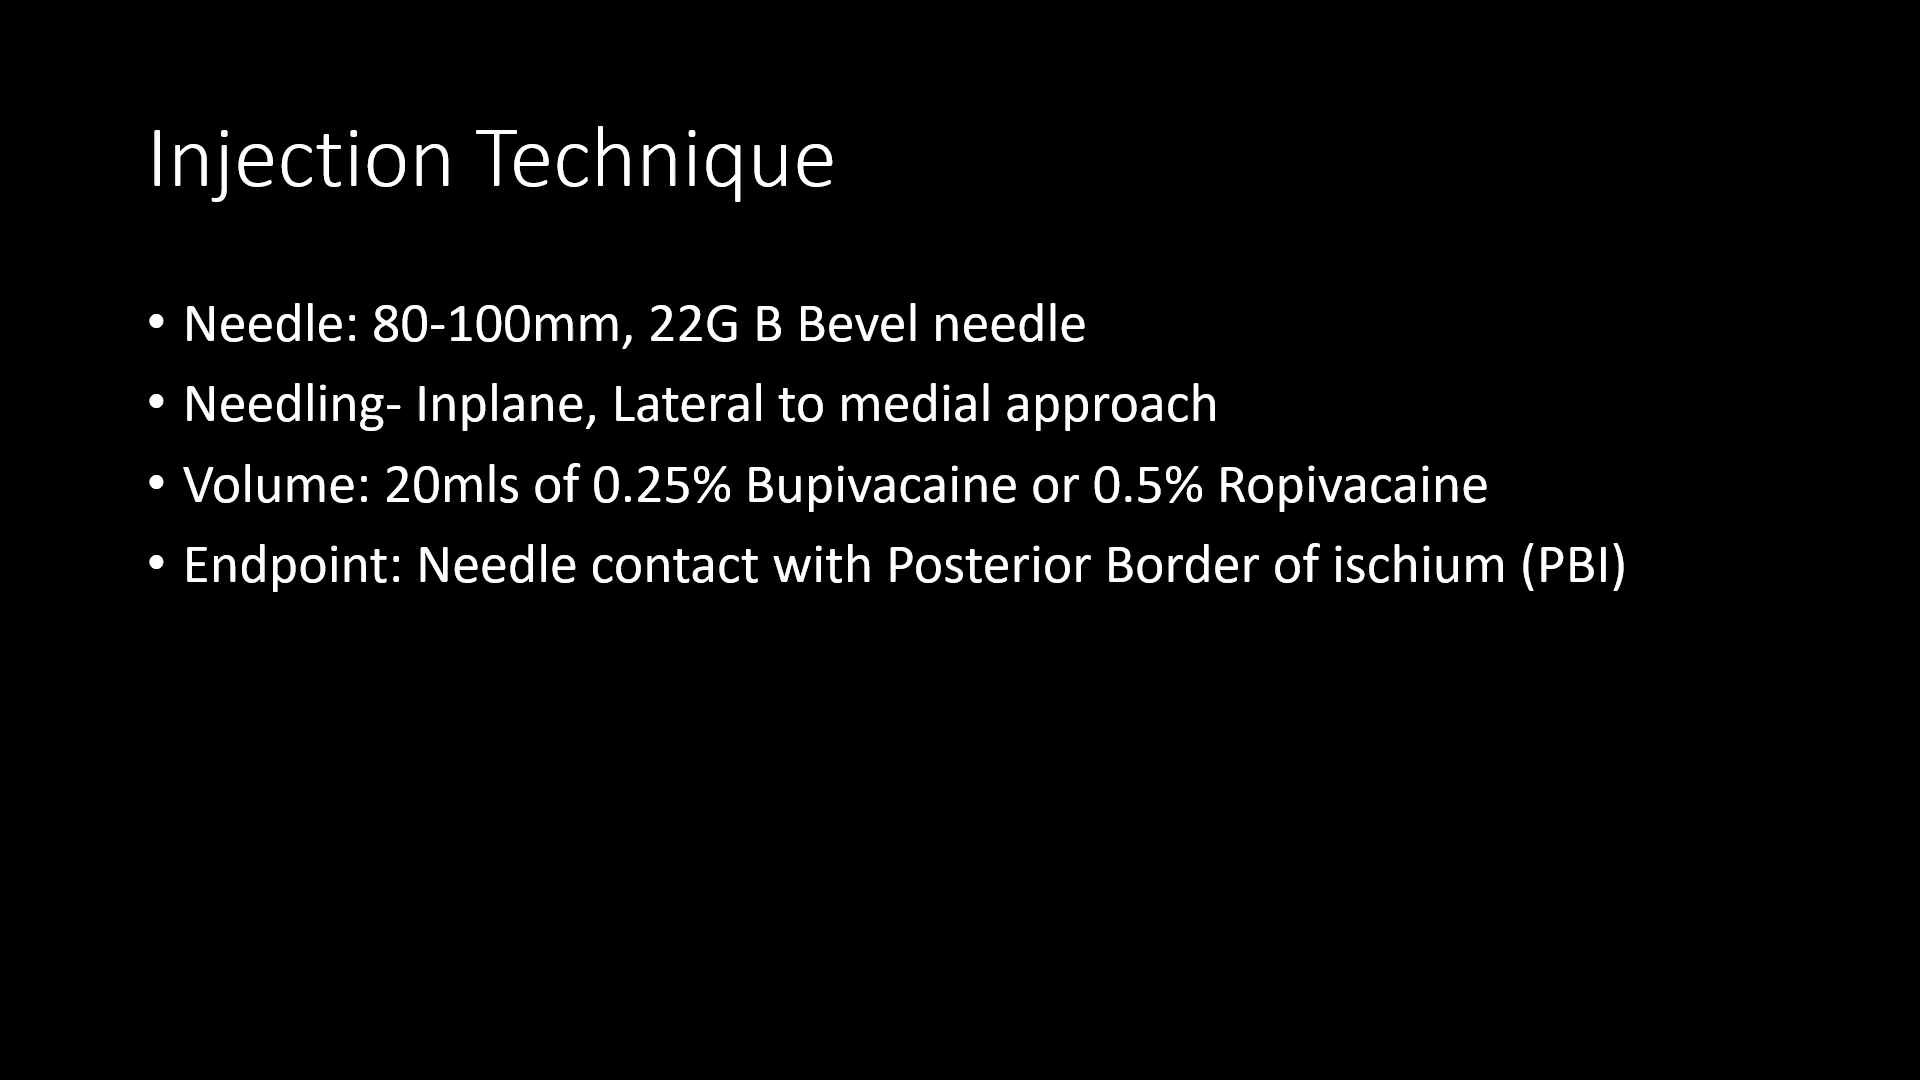 Injection Technique
• Needle: 80-100mm, 22G B Bevel needle
• Needling- Inplane, Lateral to medial approach
• Volume: 20mls of 0.25% Bupivacaine or 0.5% Ropivacaine
• Endpoint: Needle contact with Posterior Border of ischium (PBI)